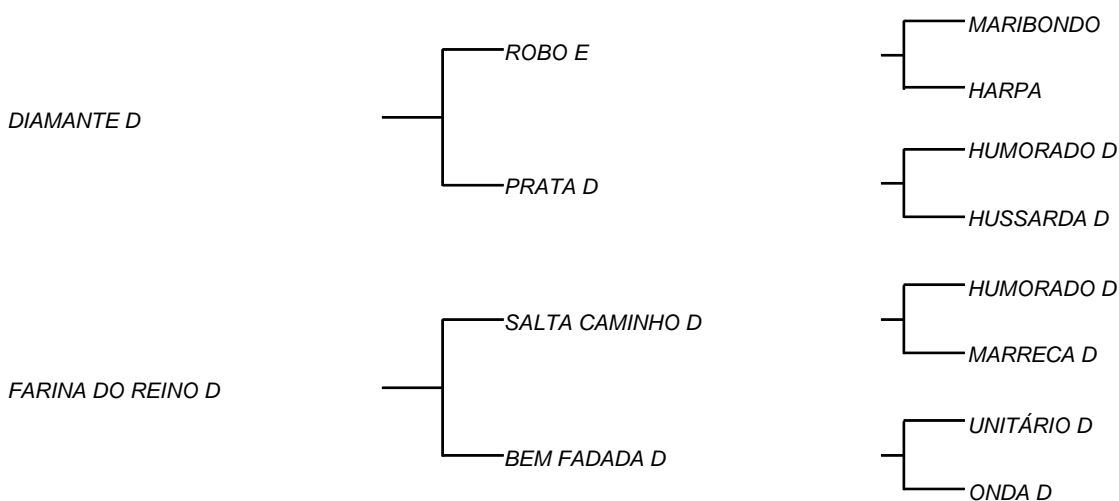 MARIBONDO
ROBO E
HARPA
DIAMANTE D
HUMORADO D
PRATA D
HUSSARDA D
HUMORADO D
SALTA CAMINHO D
MARRECA D
FARINA DO REINO D
UNITÁRIO D
BEM FADADA D
ONDA D